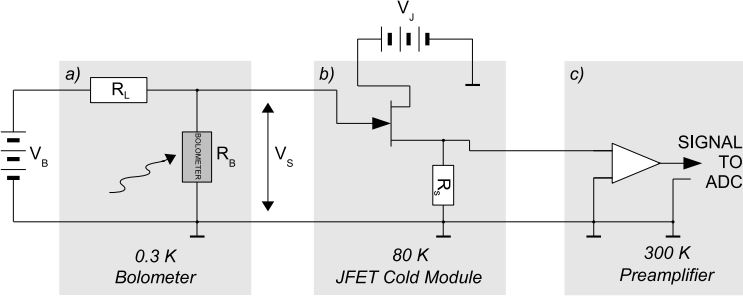 V_J
a)
b)
c)
R_L
V_B
BOLOMETER
R_B
V_S
R_S
SIGNAL
TO
ADC
0.3 K
Bolometer
80 K
JFET Cold Module
300 K
Preamplifier